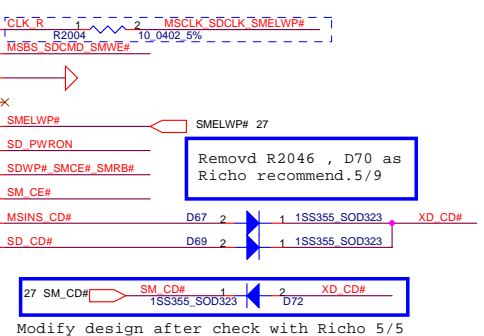 CLK_R 1 2 MSCLK_SDCLK_SMELWP#
R2004 10_0402_5%
MSBS_SDCMD_SMWE#
SMELWP# SMELWP# 27
SD_PWRON
SDWP#_SMCE#_SMRB#
Removd R2046 , D70 as
Richo recommend.5/9
SM_CE#
MSINS_CD# D67 2 1 1SS355_SOD323 XD_CD#
SD_CD# D69 2 1 1SS355_SOD323
27 SM_CD# SM_CD# 1 2 XD_CD#
1SS355_SOD323 D72
Modify design after check with Richo 5/5